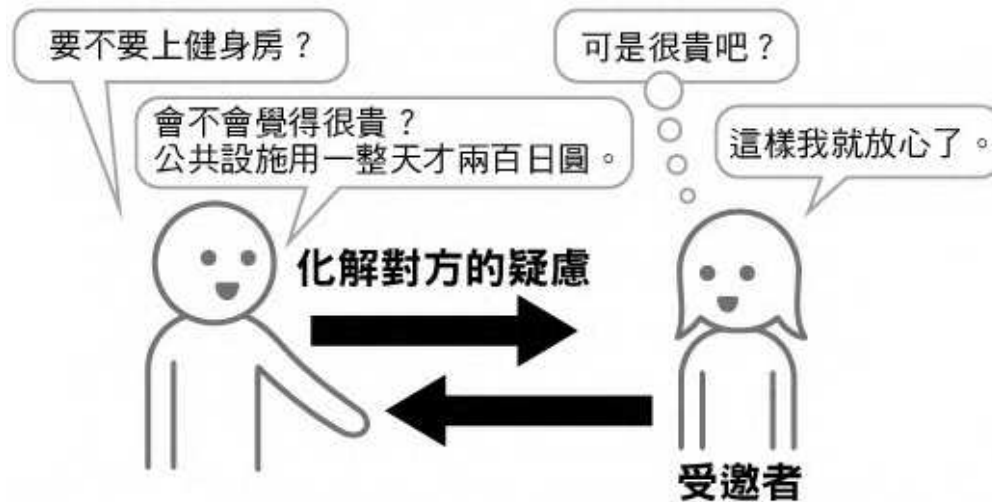 要不要上健身房？
可是很貴吧？
會不會覺得很貴？
公共設施用一整天才兩百日圓。
這樣我就放心了。
化解對方的疑慮
受邀者